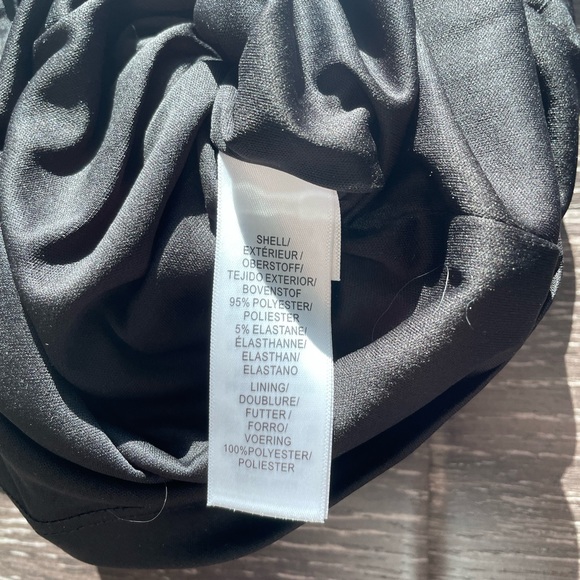 SHELL/
EXTÉRIEUR/
OBERSTOFF/
TEJIDO EXTERIOR/
BOVENSTOF
95% POLYESTER/
POLIESTER
5% ELASTANE/
ÉLASTHANNE/
ELASTHAN/
ELASTANO
LINING/
DOUBLURE/
FUTTER/
FORRO/
VOERING
100%POLYESTER/
POLIESTER